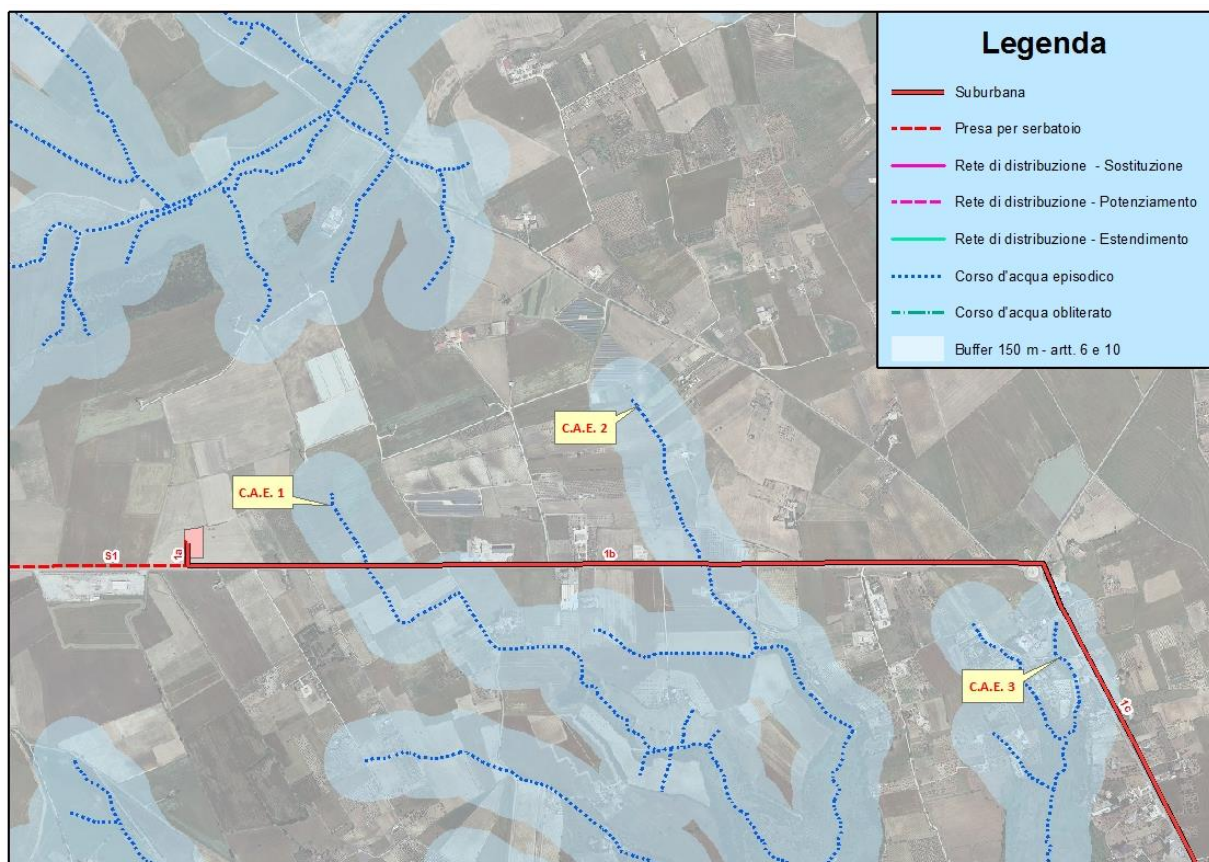 Legenda
Suburbana
Presa per serbatoio
Rete di distribuzione - Sostituzione
Rete di distribuzione - Potenziamento
Rete di distribuzione - Estendimento
Corso d'acqua episodico
Corso d'acqua obliterato
Buffer 150 m - artt. 6 e 10
C.A.E. 2
C.A.E. 1
S1
1a
1b
C.A.E. 3
1c